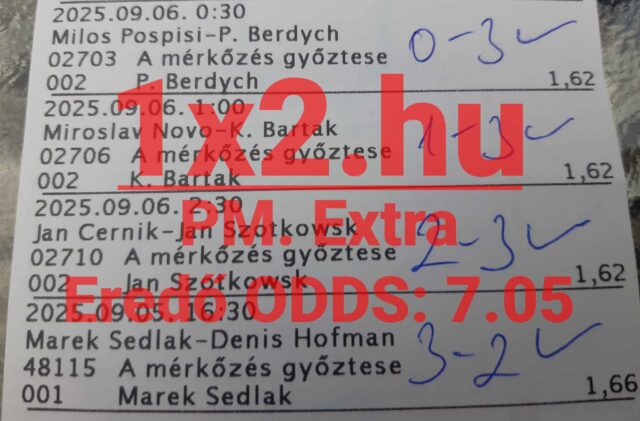 2025.09.06. 0:30
Milos Pospisi-P. Berdych
02703 A mérkőzés győztese 0-3 ✓
002 P. Berdych 1,62
1x2.hu
2025.09.06. 1:00
Miroslav Novo-K. Bartak
02706 A mérkőzés győztese 1-3 ✓
002 K. Bartak 1,62
PM. Extra
2025.09.06. 2:30
Jan Cernik-Jan Szotkowsk
02710 A mérkőzés győztese 2-3 ✓
002 Jan Szotkowsk 1,62
Eredő ODDS: 7.05
2025.09.05. 16:30
Marek Sedlak-Denis Hofman
48115 A mérkőzés győztese 3-2 ✓
001 Marek Sedlak 1,66